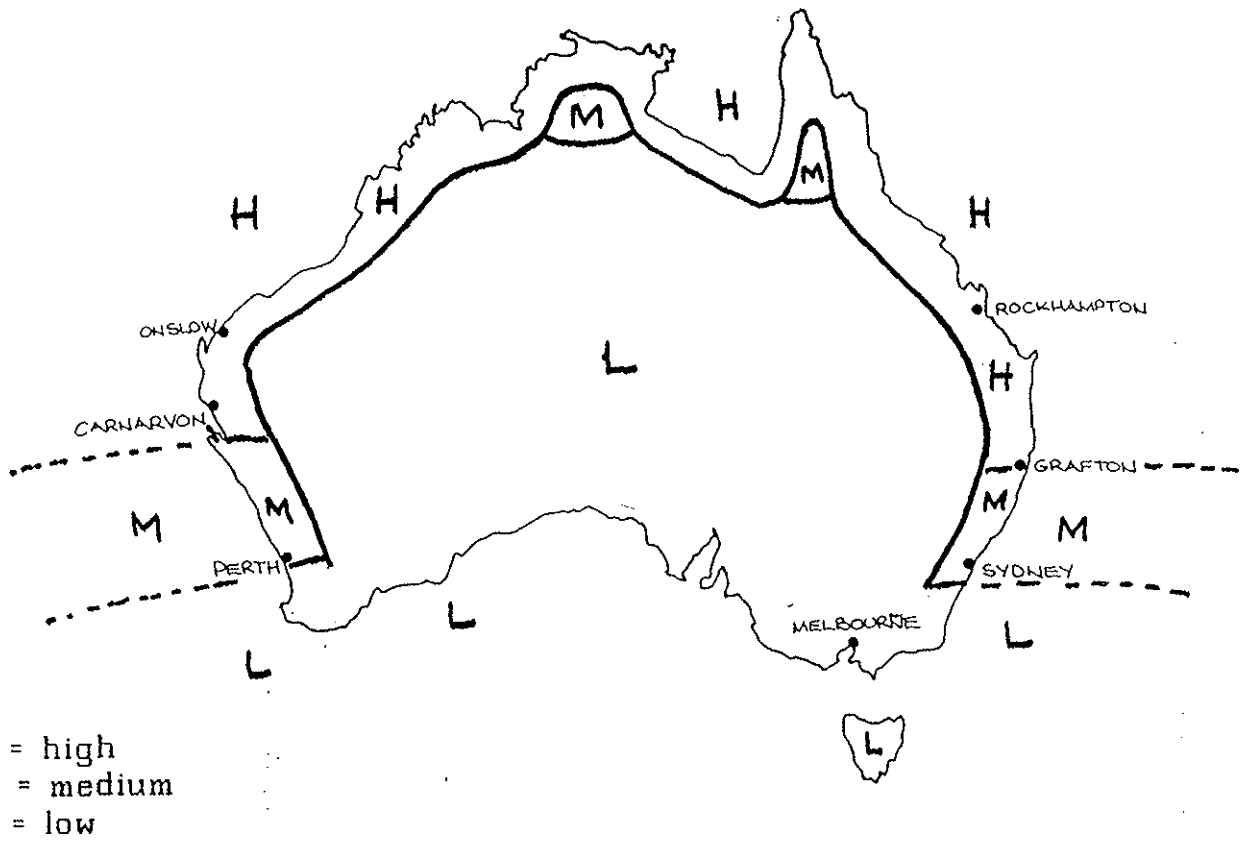 H
M
H
M
H
H
ONSLOW
ROCKHAMPTON
L
H
CARNARVON
GRAFTON
M
M
M
M
PERTH
SYDNEY
L
MELBOURNE
L
L
L
= high
= medium
= low